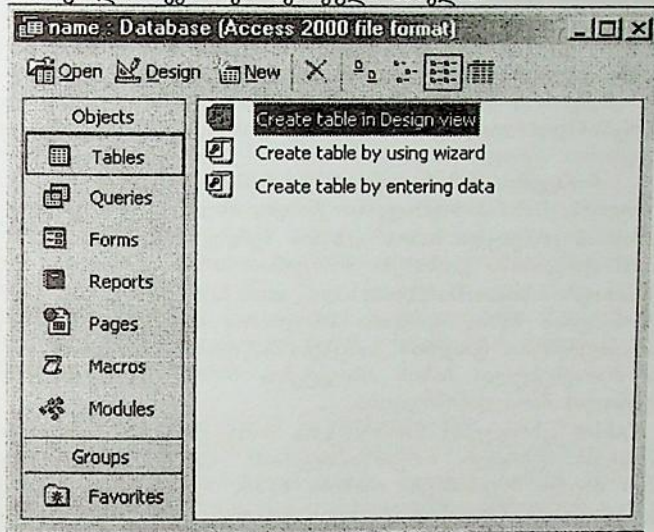 name : Database (Access 2000 file format)
Open Design New
Objects
Tables
Queries
Forms
Reports
Pages
Macros
Modules
Groups
Favorites
Create table in Design view
Create table by using wizard
Create table by entering data